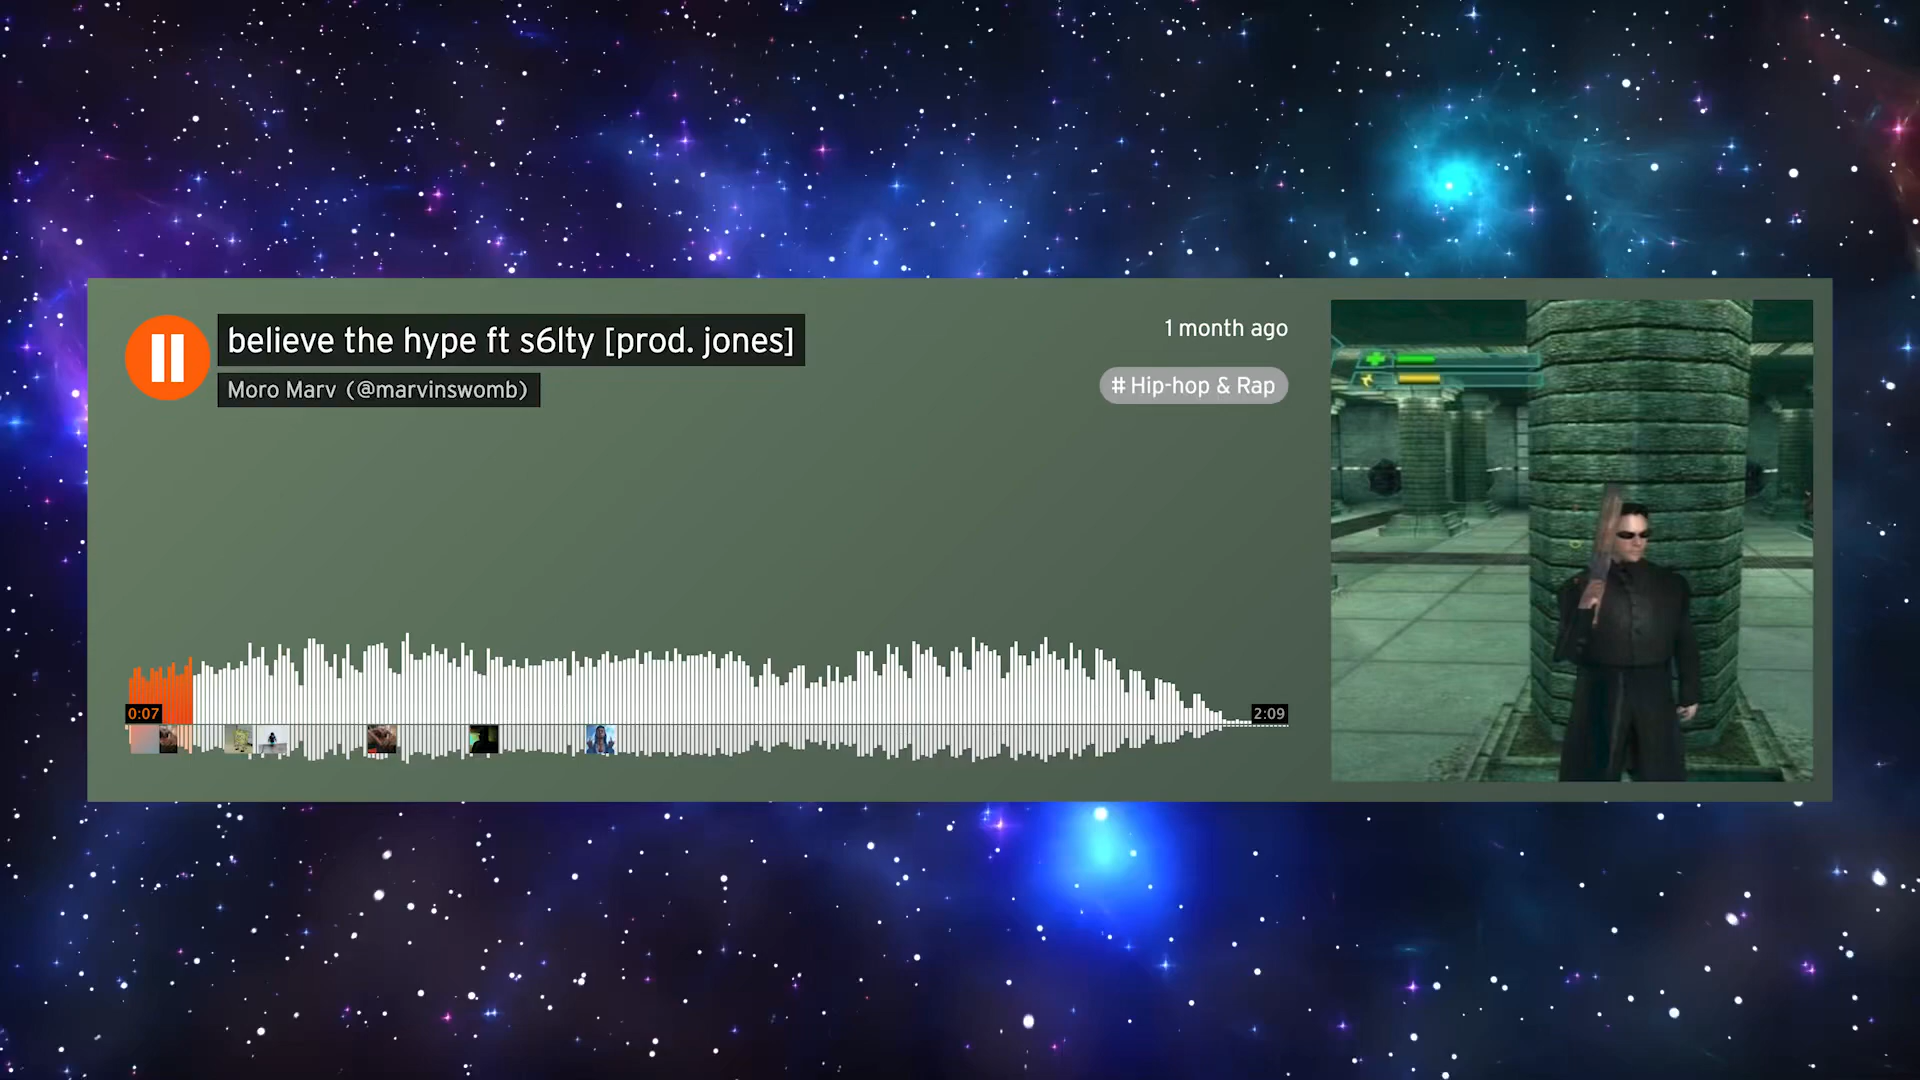 believe the hype ft s6lty [prod. jones]
Moro Marv (@marvinswomb)
1 month ago
# Hip-hop & Rap
0:07
2:09